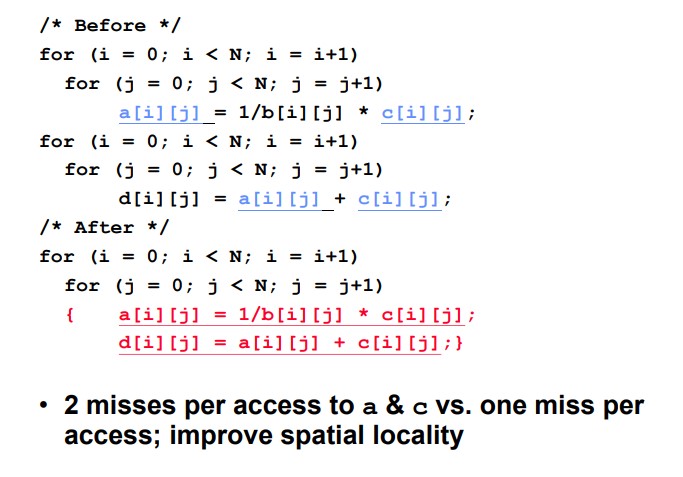 /* Before */
for (i = 0; i < N; i = i+1)
for (j = 0; j < N; j = j+1)
a[i][j] = 1/b[i][j] * c[i][j];
for (i = 0; i < N; i = i+1)
for (j = 0; j < N; j = j+1)
d[i][j] = a[i][j] + c[i][j];
/* After */
for (i = 0; i < N; i = i+1)
for (j = 0; j < N; j = j+1)
{ a[i][j] = 1/b[i][j] * c[i][j];
d[i][j] = a[i][j] + c[i][j];}
• 2 misses per access to a & c vs. one miss per
access; improve spatial locality